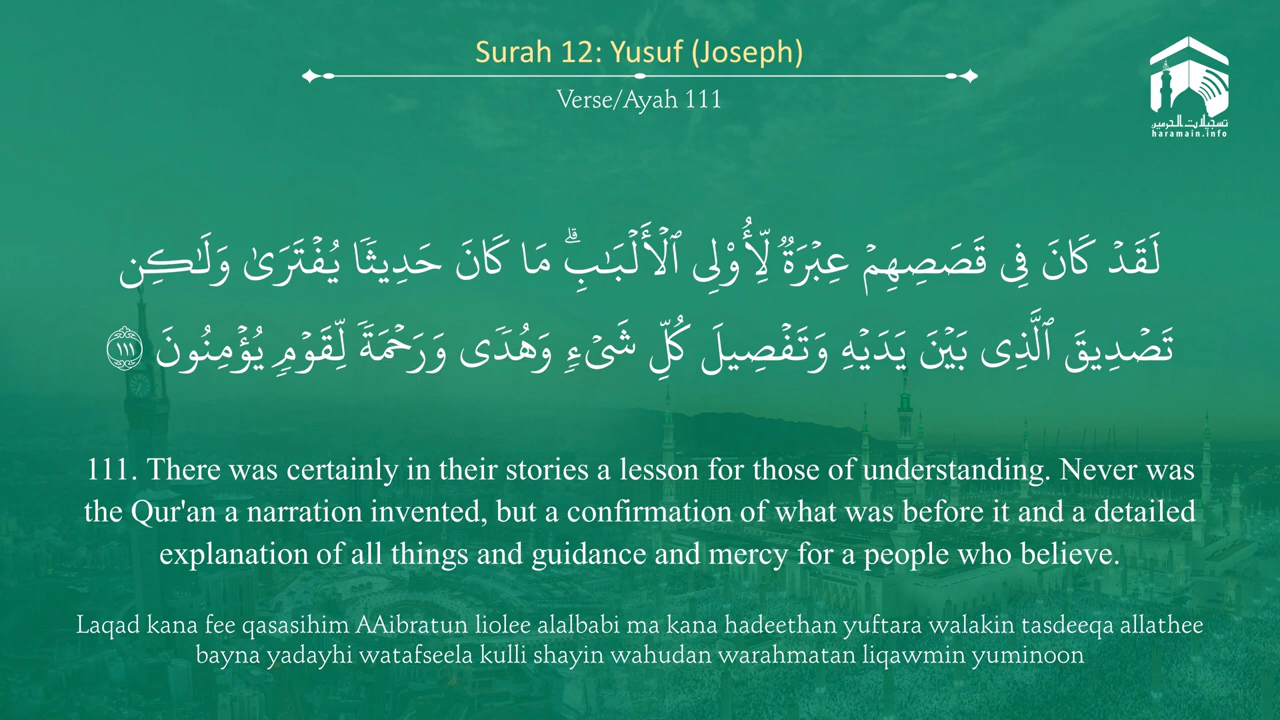 Surah 12: Yusuf (Joseph)
Verse/Ayah 111
تسجيلات الحرمين
haramain.info
لَقَدۡ كَانَ فِي قَصَصِهِمۡ عِبۡرَةٞ لِّأُوْلِي ٱلۡأَلۡبَٰبِۗ مَا كَانَ حَدِيثٗا يُفۡتَرَىٰ وَلَٰكِن
تَصۡدِيقَ ٱلَّذِي بَيۡنَ يَدَيۡهِ وَتَفۡصِيلَ كُلِّ شَيۡءٖ وَهُدٗى وَرَحۡمَةٗ لِّقَوۡمٖ يُؤۡمِنُونَ ١١١
111. There was certainly in their stories a lesson for those of understanding. Never was
the Qur'an a narration invented, but a confirmation of what was before it and a detailed
explanation of all things and guidance and mercy for a people who believe.
Laqad kana fee qasasihim AAibratun liolee alalbabi ma kana hadeethan yuftara walakin tasdeeqa allathee
bayna yadayhi watafseela kulli shayin wahudan warahmatan liqawmin yuminoon